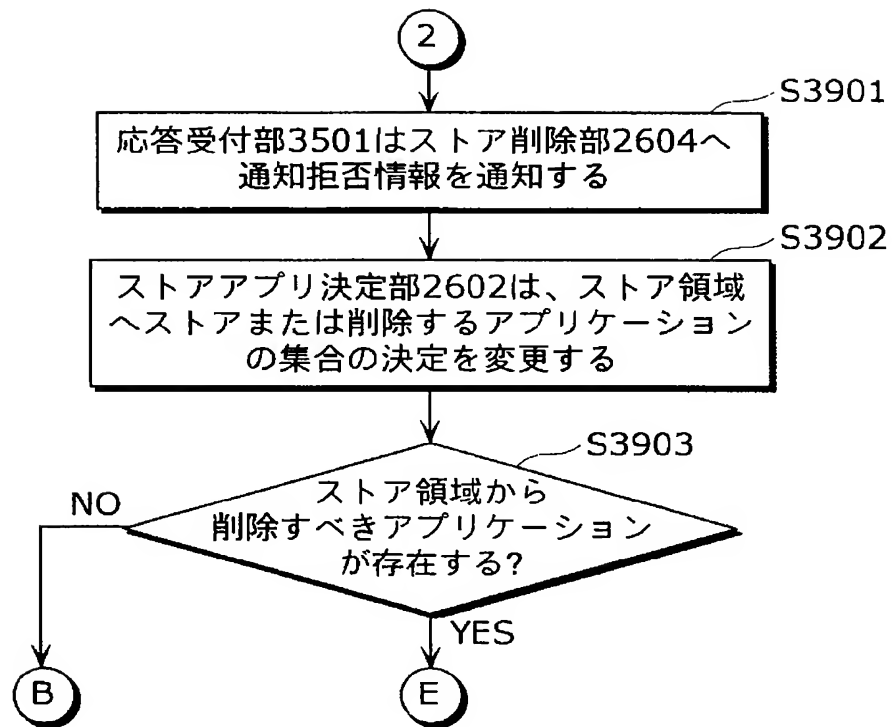 2
S3901
応答受付部3501はストア削除部2604へ
通知拒否情報を通知する
S3902
ストアアプリ決定部2602は、ストア領域
へストアまたは削除するアプリケーション
の集合の決定を変更する
S3903
ストア領域から
削除すべきアプリケーション
が存在する?
NO
YES
B
E